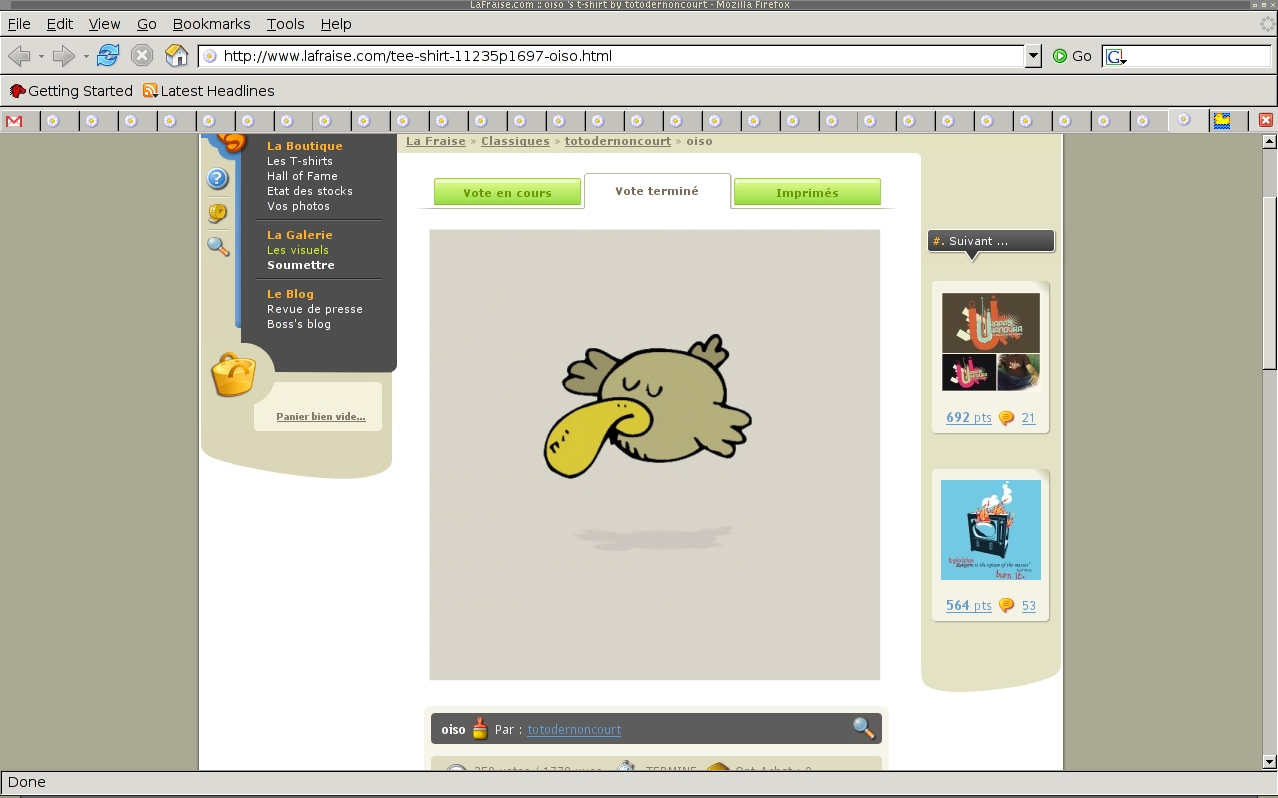 LaFraise.com :: oiso 's t-shirt by totodernoncourt - Mozilla Firefox
File Edit View Go Bookmarks Tools Help
http://www.lafraise.com/tee-shirt-11235p1697-oiso.html
Go
G
Getting Started
Latest Headlines
La Fraise » Classiques » totodernoncourt » oiso
La Boutique
Les T-shirts
Hall of Fame
Etat des stocks
Vos photos
La Galerie
Les visuels
Soumettre
Le Blog
Revue de presse
Boss's blog
Panier bien vide...
Vote en cours
Vote terminé
Imprimés
#. Suivant ...
692 pts 21
burn it.
564 pts 53
oiso Par : totodernoncourt
TERMINE
Done